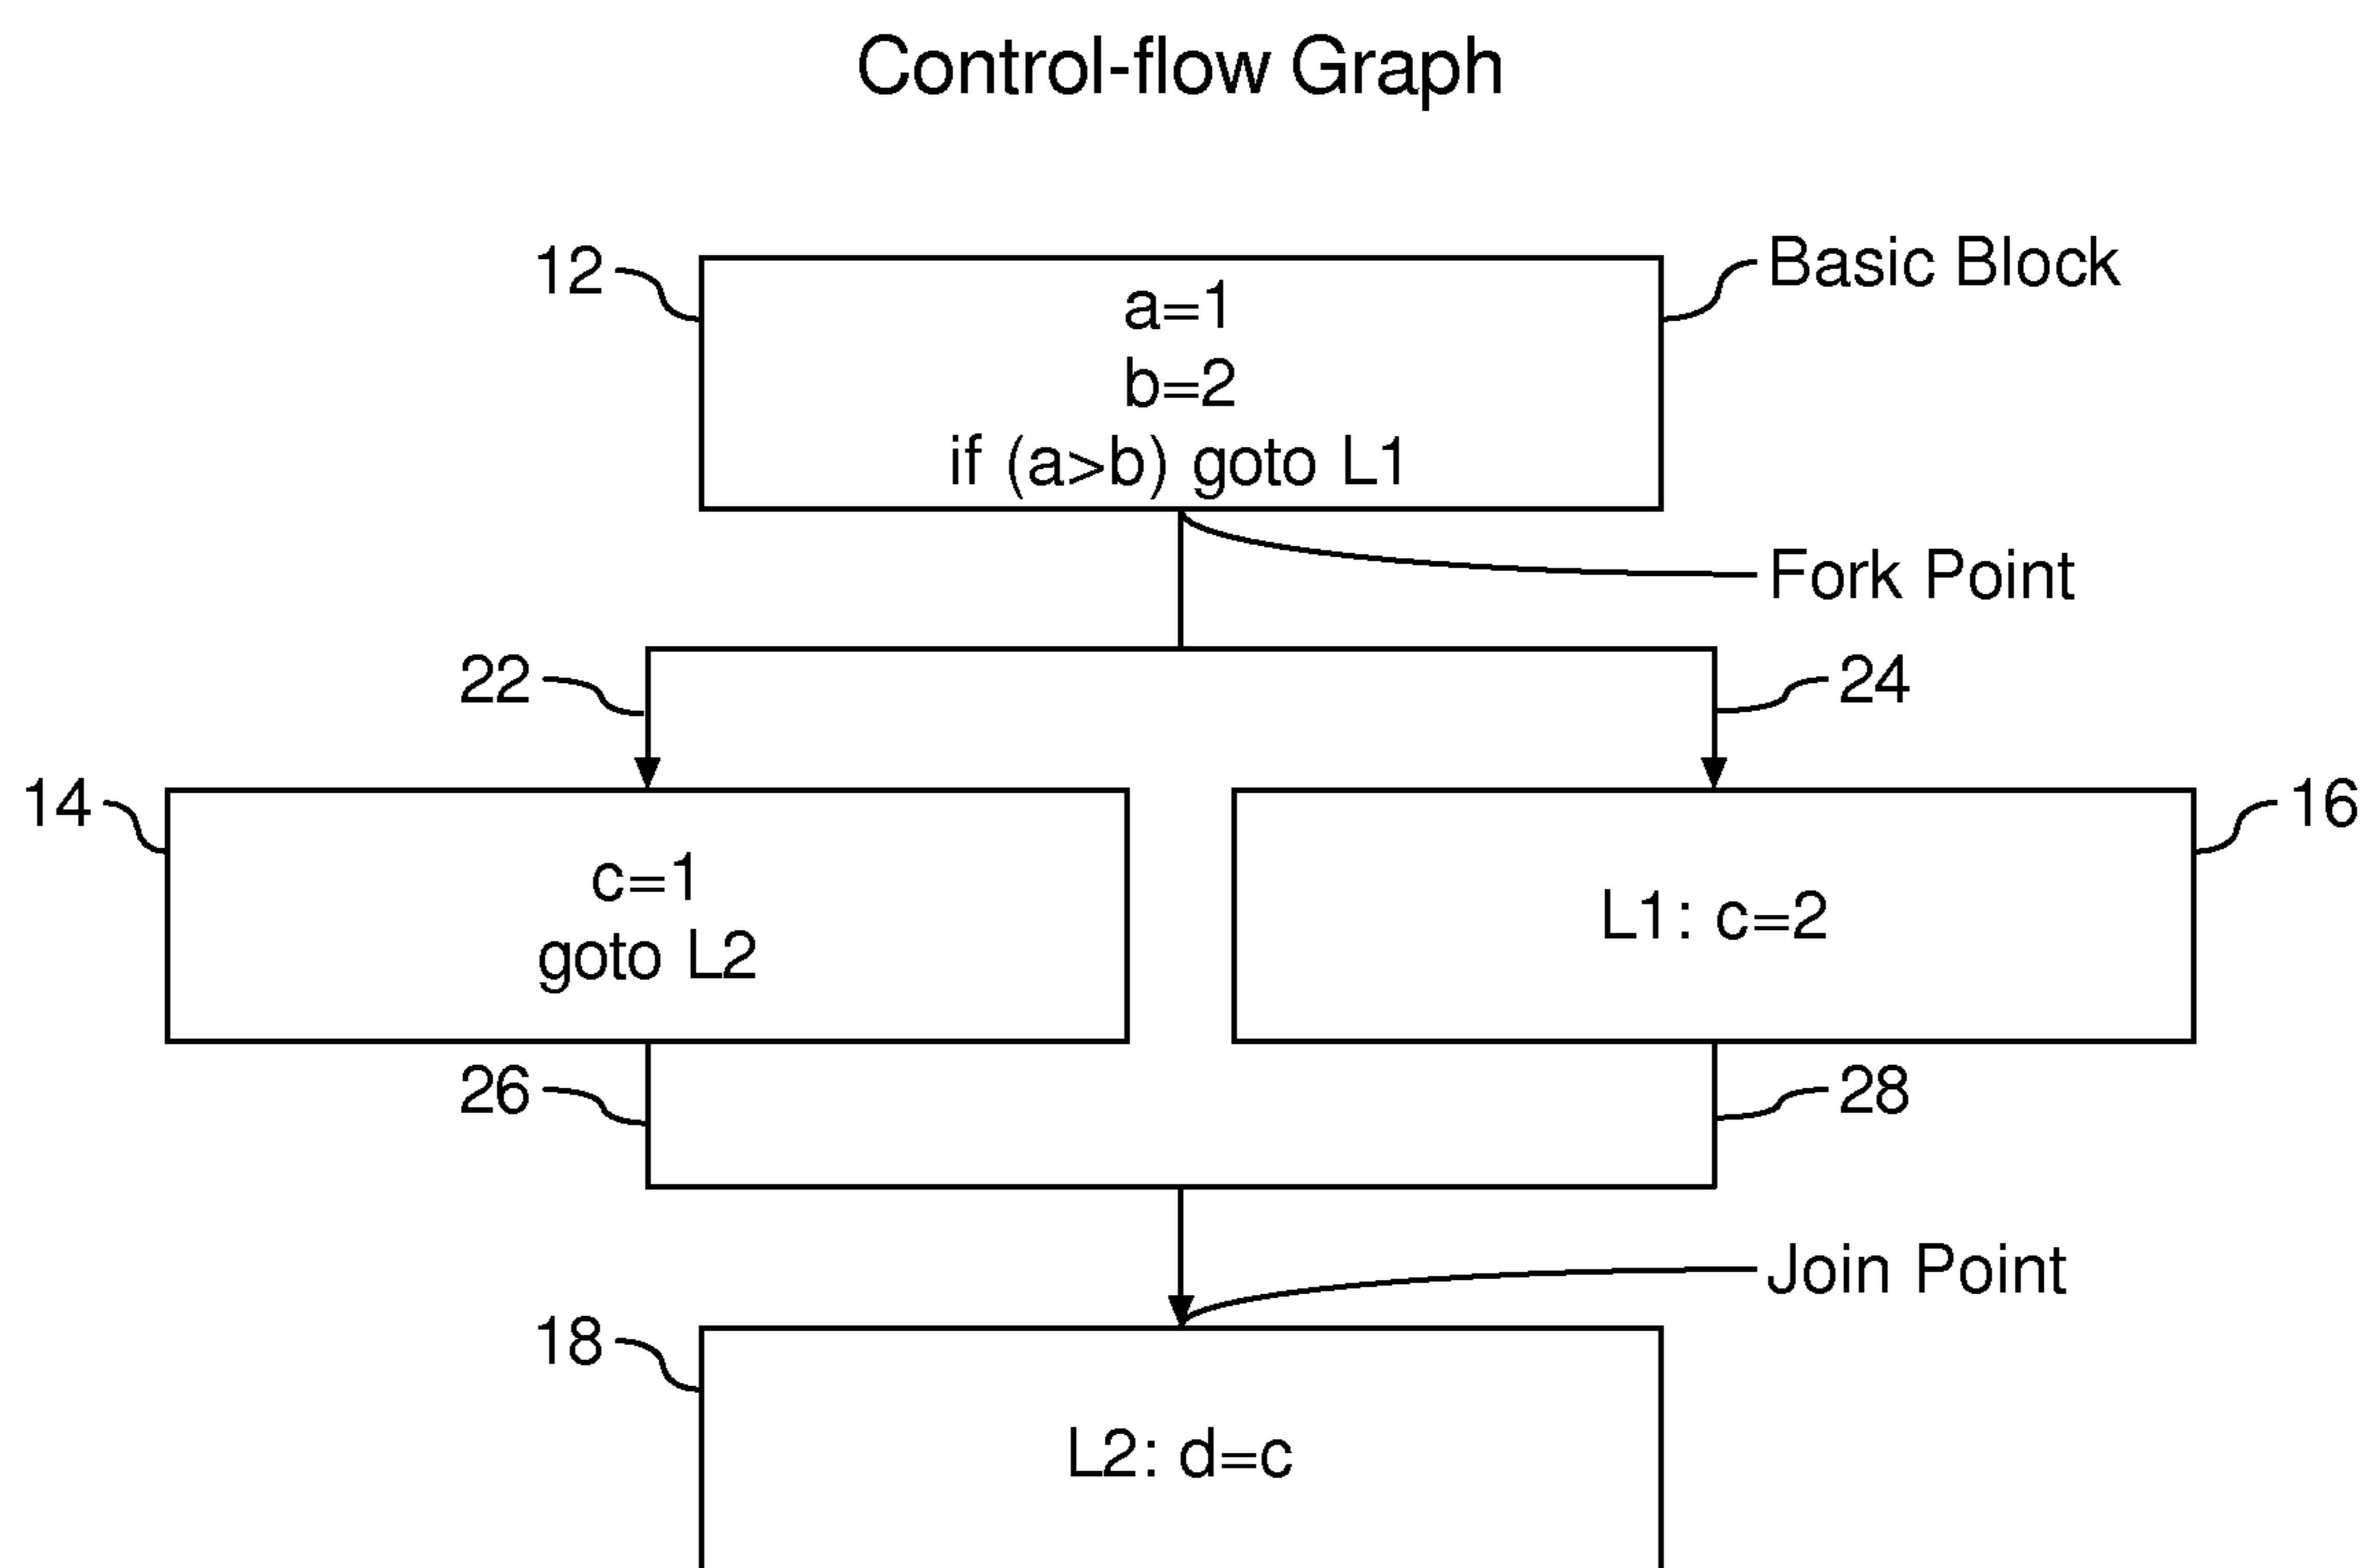 Control-flow Graph
12
Basic Block
a=1
b=2
if (a>b) goto L1
Fork Point
22
24
14
16
c=1
goto L2
L1: c=2
26
28
Join Point
18
L2: d=c